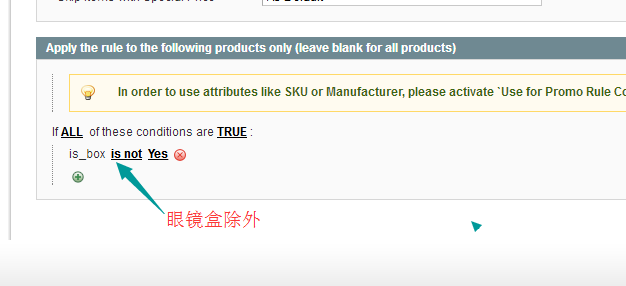 Apply the rule to the following products only (leave blank for all products)
In order to use attributes like SKU or Manufacturer, please activate `Use for Promo Rule Co
If ALL of these conditions are TRUE :
is_box is not Yes
眼镜盒除外